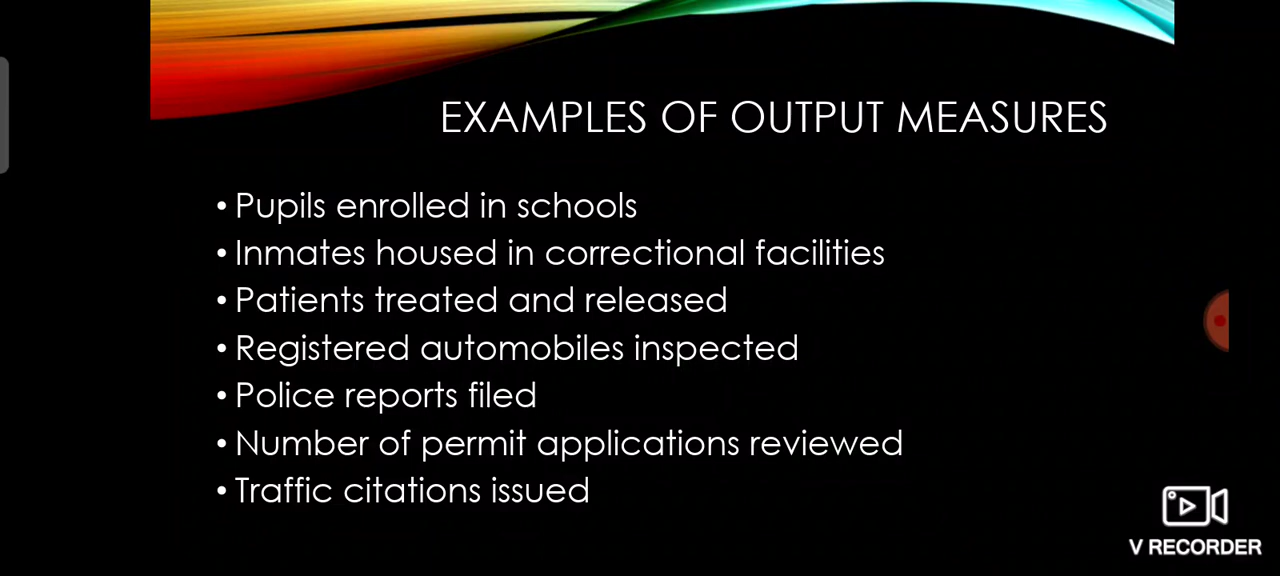 EXAMPLES OF OUTPUT MEASURES
• Pupils enrolled in schools
• Inmates housed in correctional facilities
• Patients treated and released
• Registered automobiles inspected
• Police reports filed
• Number of permit applications reviewed
• Traffic citations issued
V RECORDER